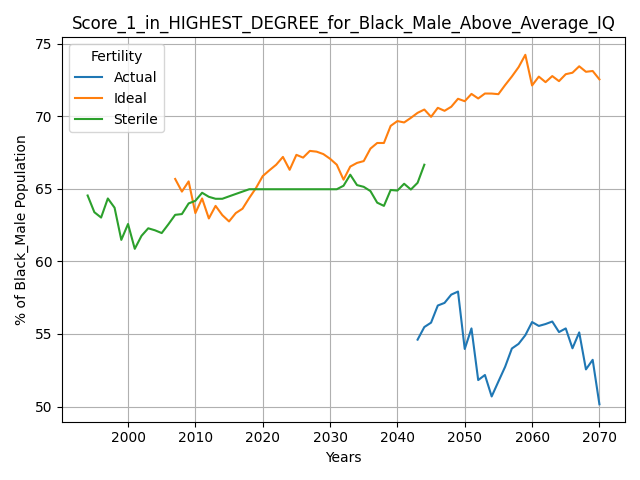 Score_1_in_HIGHEST_DEGREE_for_Black_Male_Above_Average_IQ
Fertility
Actual
Ideal
Sterile
% of Black_Male Population
75
70
65
60
55
50
2000
2010
2020
2030
2040
2050
2060
2070
Years